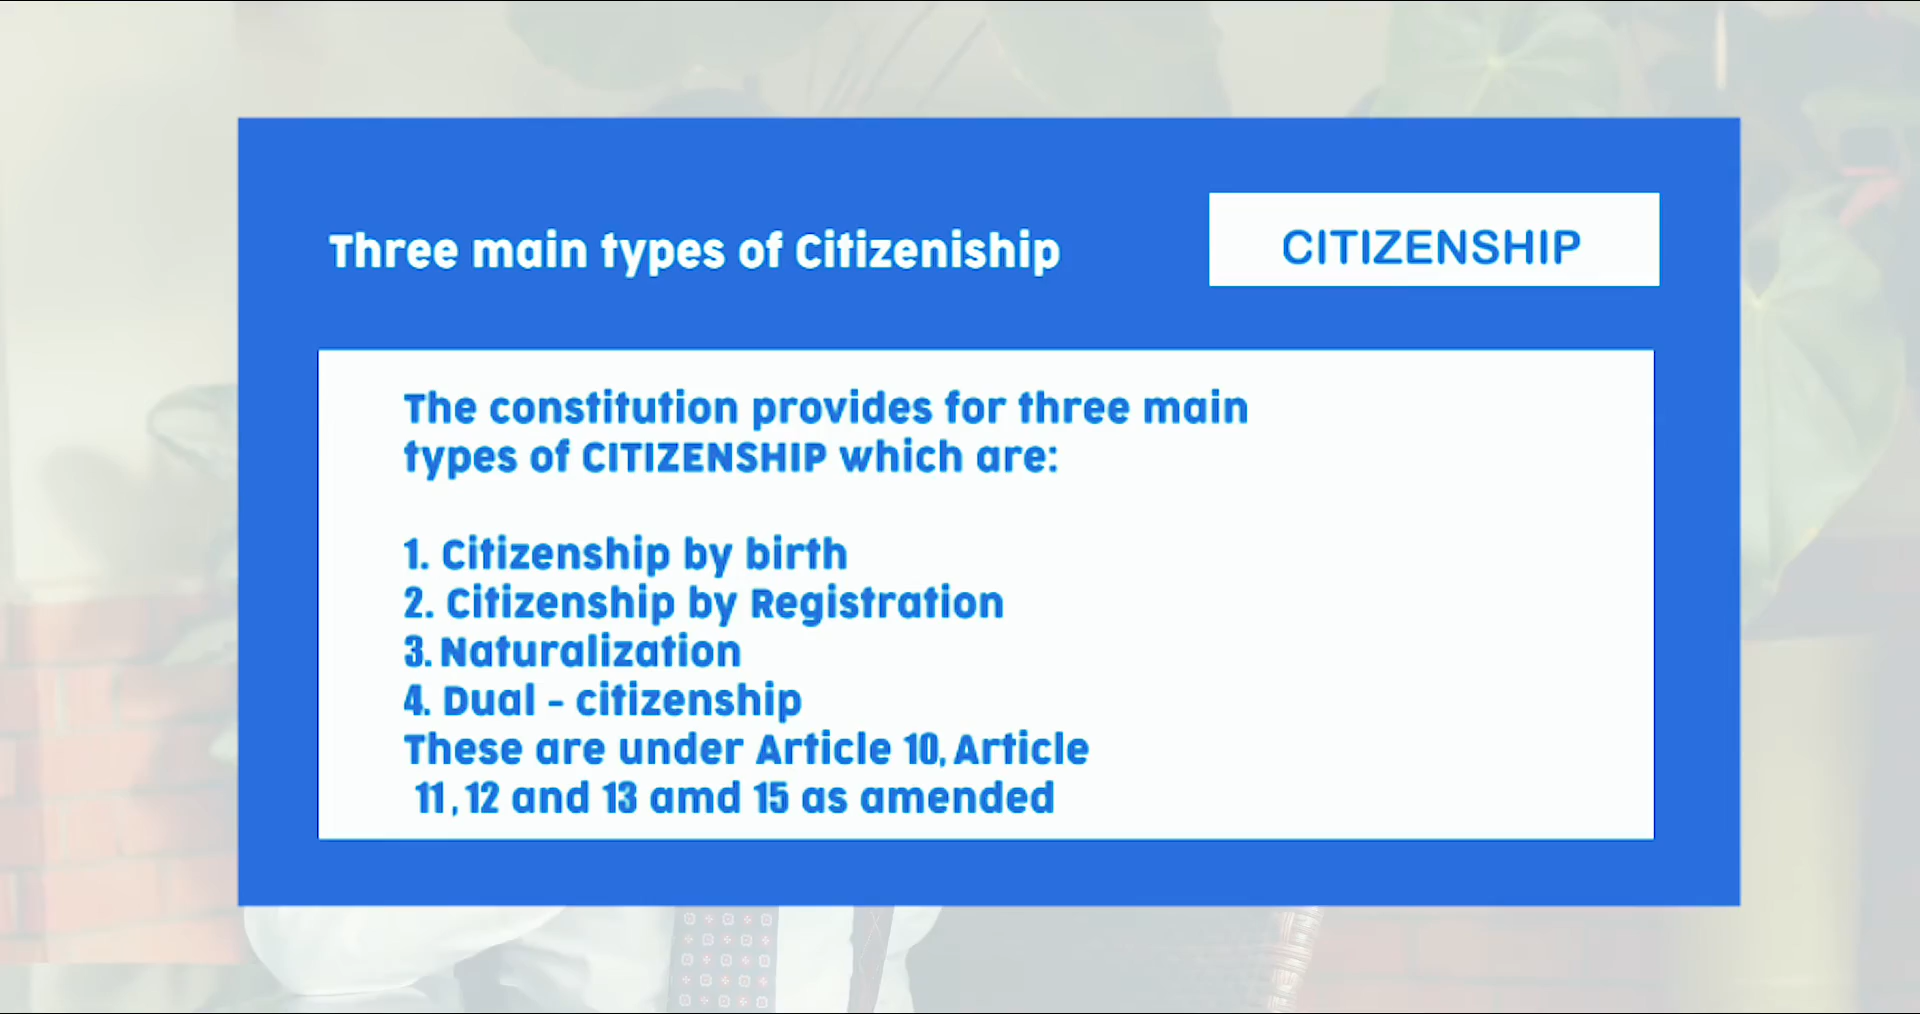 Three main types of Citizeniship
CITIZENSHIP
The constitution provides for three main
types of CITIZENSHIP which are:
1. Citizenship by birth
2. Citizenship by Registration
3. Naturalization
4. Dual - citizenship
These are under Article 10, Article
11, 12 and 13 amd 15 as amended